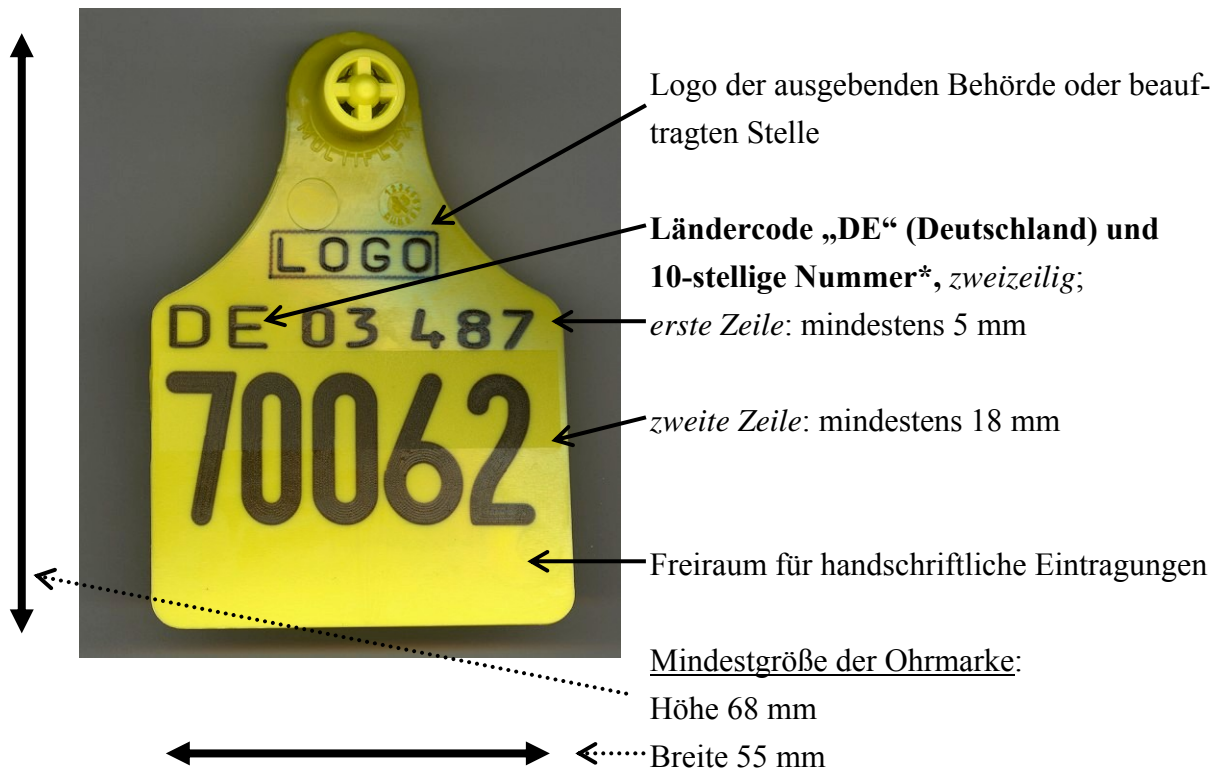 Logo der ausgebenden Behörde oder beauf-
tragten Stelle
LOGO
Ländercode „DE“ (Deutschland) und
10-stellige Nummer*, zweizeilig;
DE 03 487
erste Zeile: mindestens 5 mm
70062
zweite Zeile: mindestens 18 mm
Freiraum für handschriftliche Eintragungen
Mindestgröße der Ohrmarke:
Höhe 68 mm
Breite 55 mm